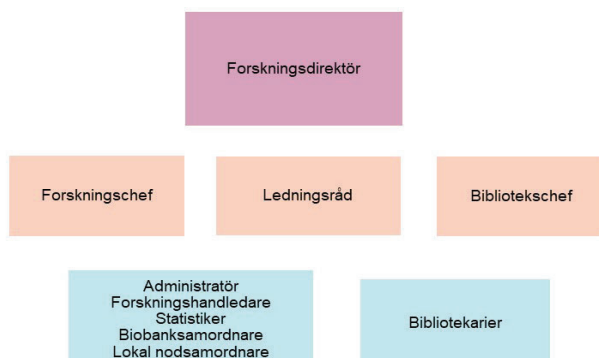 Forskningsdirektör
Forskningschef
Ledningsråd
Bibliotekschef
Administratör
Forskningshandledare
Statistiker
Biobanksamordnare
Lokal nodsamordnare
Bibliotekarier